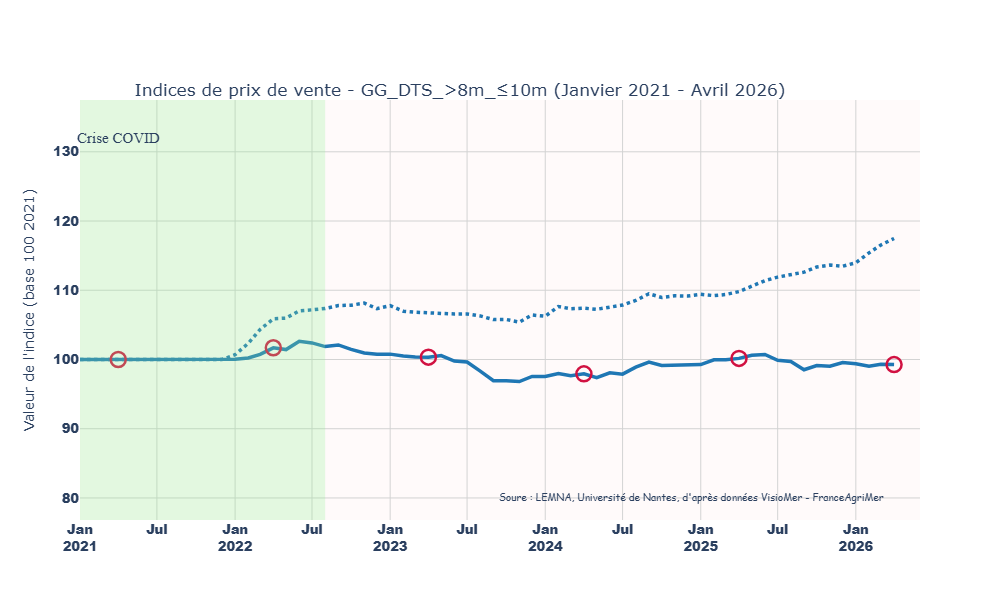 Indices de prix de vente - GG_DTS_>8m_≤10m (Janvier 2021 - Avril 2026)
Crise COVID
Valeur de l'indice (base 100 2021)
130
120
110
100
90
80
Soure : LEMNA, Université de Nantes, d'après données VisioMer - FranceAgriMer
Jan Jul Jan Jul Jan Jul Jan Jul Jan Jul Jan
2021 2022 2023 2024 2025 2026